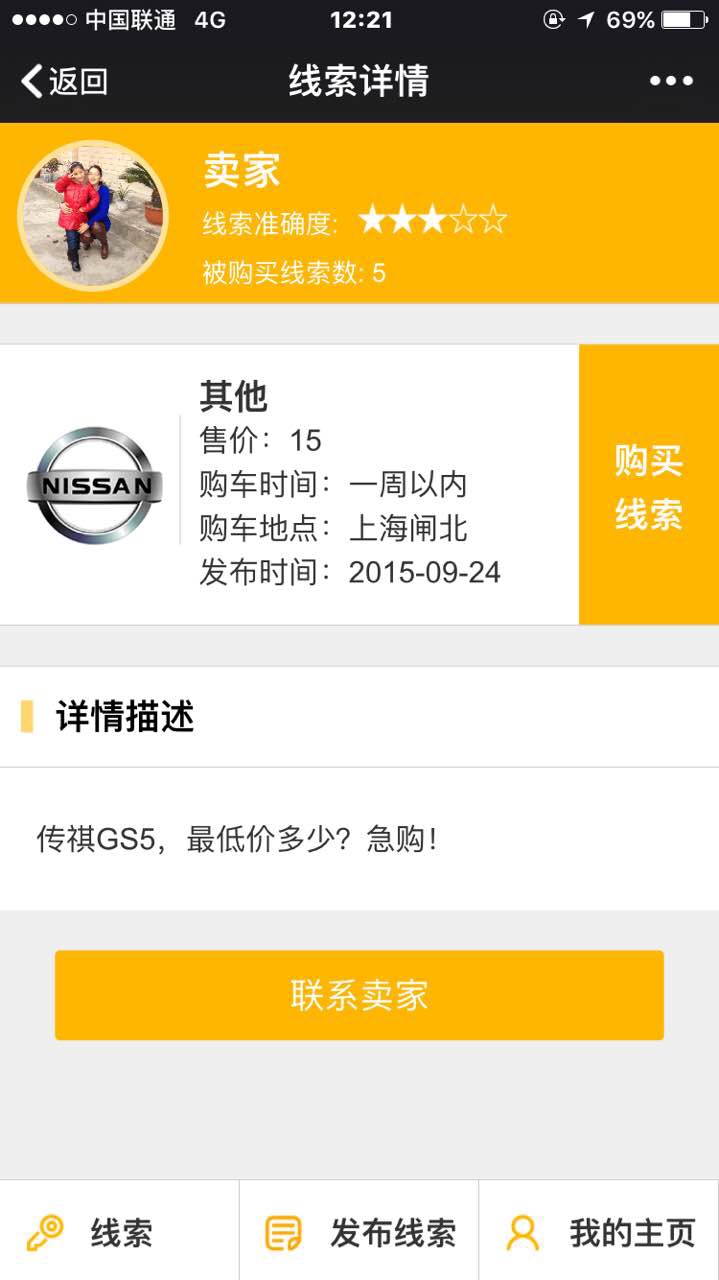 中国联通 4G 12:21 69%
返回 线索详情
卖家
线索准确度:
被购买线索数: 5
其他
售价：15
购车时间：一周以内
购车地点：上海闸北
发布时间：2015-09-24
NISSAN
购买
线索
详情描述
传祺GS5，最低价多少？急购！
联系卖家
线索 发布线索 我的主页